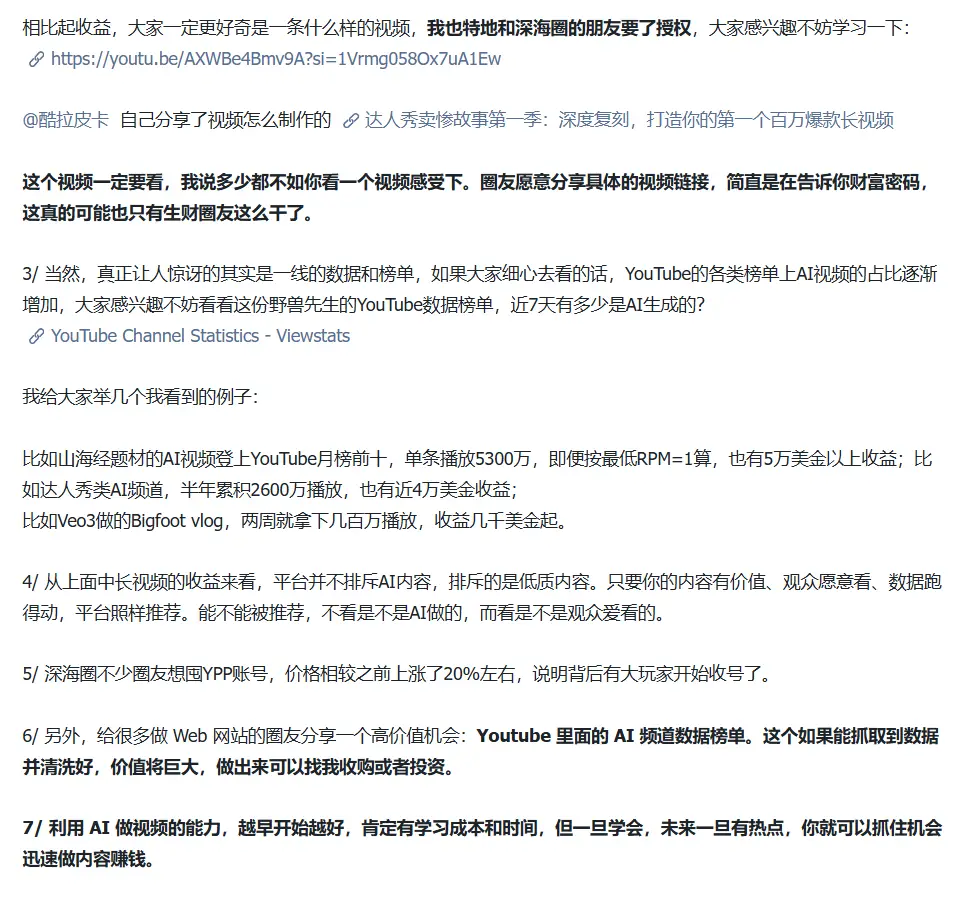 相比起收益，大家一定更好奇是一条什么样的视频，我也特地和深海圈的朋友要了授权，大家感兴趣不妨学习一下：
https://youtu.be/AXWBe4Bmv9A?si=1Vrmg058Ox7uA1Ew
@酷拉皮卡 自己分享了视频怎么制作的 达人秀卖惨故事第一季：深度复刻，打造你的第一个百万爆款长视频
这个视频一定要看，我说多少都不如你看一个视频感受下。圈友愿意分享具体的视频链接，简直是在告诉你财富密码，
这真的可能也只有生财圈友这么干了。
3/ 当然，真正让人惊讶的其实是一线的数据和榜单，如果大家细心去看的话，YouTube的各类榜单上AI视频的占比逐渐
增加，大家感兴趣不妨看看这份野兽先生的YouTube数据榜单，近7天有多少是AI生成的？
YouTube Channel Statistics - Viewstats
我给大家举几个我看到的例子：
比如山海经题材的AI视频登上YouTube月榜前十，单条播放5300万，即便按最低RPM=1算，也有5万美金以上收益；比
如达人秀类AI频道，半年累积2600万播放，也有近4万美金收益；
比如Veo3做的Bigfoot vlog，两周就拿下几百万播放，收益几千美金起。
4/ 从上面中长视频的收益来看，平台并不排斥AI内容，排斥的是低质内容。只要你的内容有价值、观众愿意看、数据跑
得动，平台照样推荐。能不能被推荐，不看是不是AI做的，而看是不是观众爱看的。
5/ 深海圈不少圈友想囤YPP账号，价格相较之前上涨了20%左右，说明背后有大玩家开始收号了。
6/ 另外，给很多做 Web 网站的圈友分享一个高价值机会：Youtube 里面的 AI 频道数据榜单。这个如果能抓取到数据
并清洗好，价值将巨大，做出来可以找我收购或者投资。
7/ 利用 AI 做视频的能力，越早开始越好，肯定有学习成本和时间，但一旦学会，未来一旦有热点，你就可以抓住机会
迅速做内容赚钱。